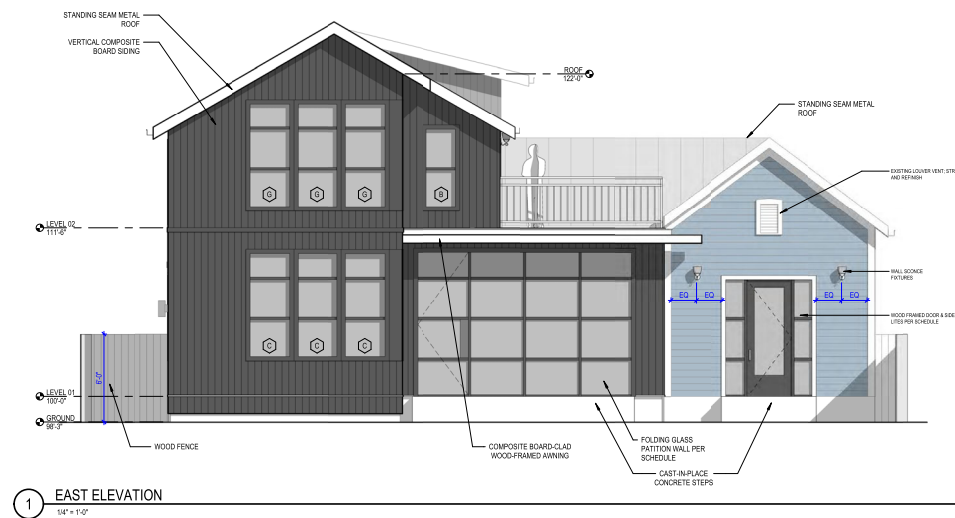 STANDING SEAM METAL
ROOF
VERTICAL COMPOSITE
BOARD SIDING
ROOF
122'-0"
STANDING SEAM METAL
ROOF
EXISTING LOUVER VENT; STR
AND REFINISH
G
G
G
B
LEVEL 02
111'-6"
WALL SCONCE
FIXTURES
EQ
EQ
EQ
EQ
WOOD FRAMED DOOR & SIDE
LITES PER SCHEDULE
C
C
C
6'-0"
LEVEL 01
100'-0"
GROUND
98'-3"
WOOD FENCE
COMPOSITE BOARD-CLAD
WOOD-FRAMED AWNING
FOLDING GLASS
PATITION WALL PER
SCHEDULE
CAST-IN-PLACE
CONCRETE STEPS
1
EAST ELEVATION
1/4" = 1'-0"